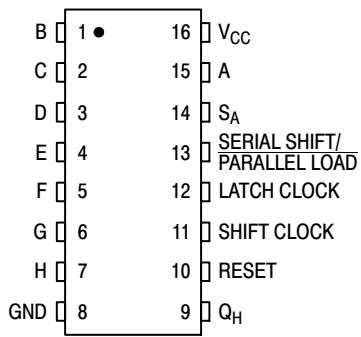 B 1 16 VCC
C 2 15 A
D 3 14 SA
E 4 13 SERIAL SHIFT/
PARALLEL LOAD
F 5 12 LATCH CLOCK
G 6 11 SHIFT CLOCK
H 7 10 RESET
GND 8 9 QH